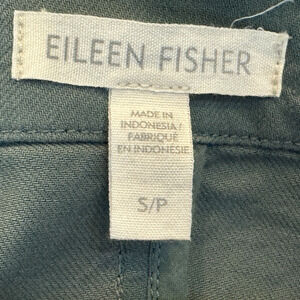 EILEEN FISHER
MADE IN
INDONESIA/
FABRIQUÉ
EN INDONÉSIE
S/P